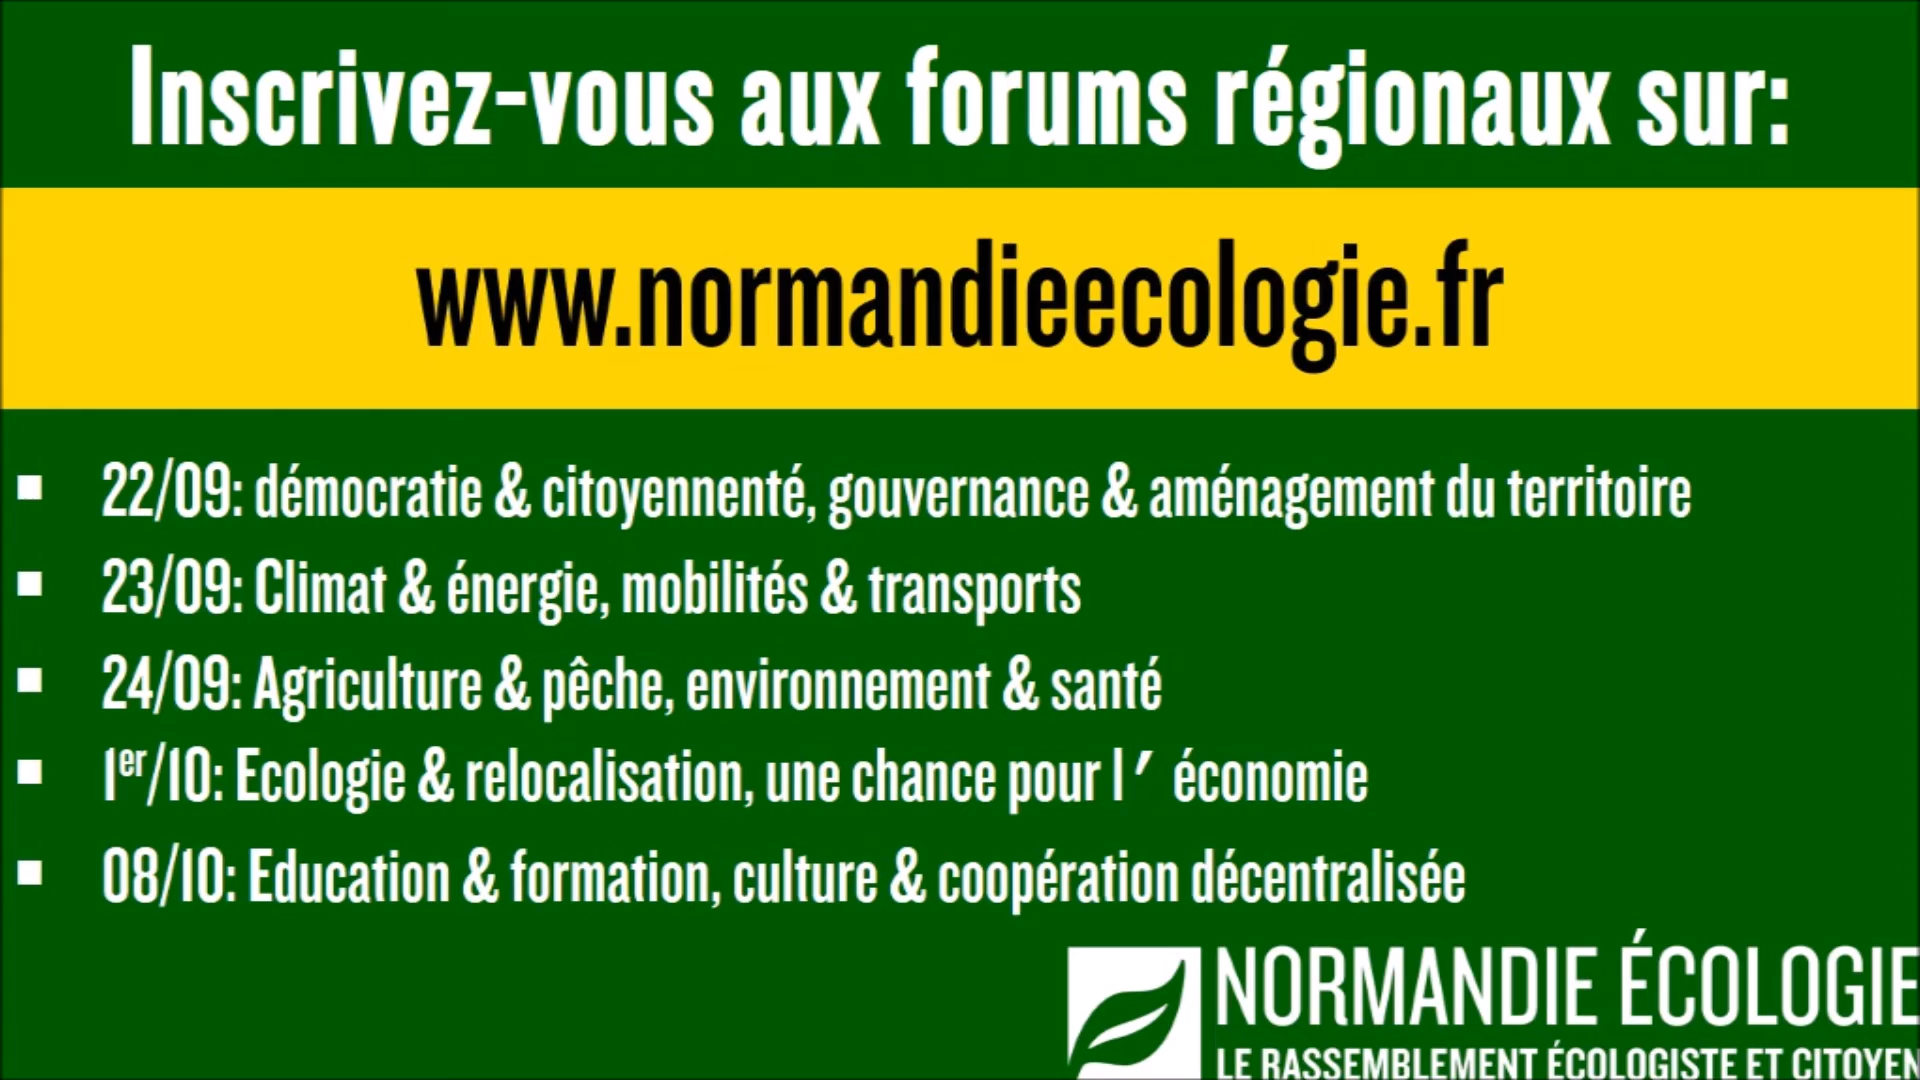 Inscrivez-vous aux forums régionaux sur:
www.normandieecologie.fr
▪ 22/09: démocratie & citoyennenté, gouvernance & aménagement du territoire
▪ 23/09: Climat & énergie, mobilités & transports
▪ 24/09: Agriculture & pêche, environnement & santé
▪ 1er/10: Ecologie & relocalisation, une chance pour l’ économie
▪ 08/10: Education & formation, culture & coopération décentralisée
NORMANDIE ÉCOLOGIE
LE RASSEMBLEMENT ÉCOLOGISTE ET CITOYEN